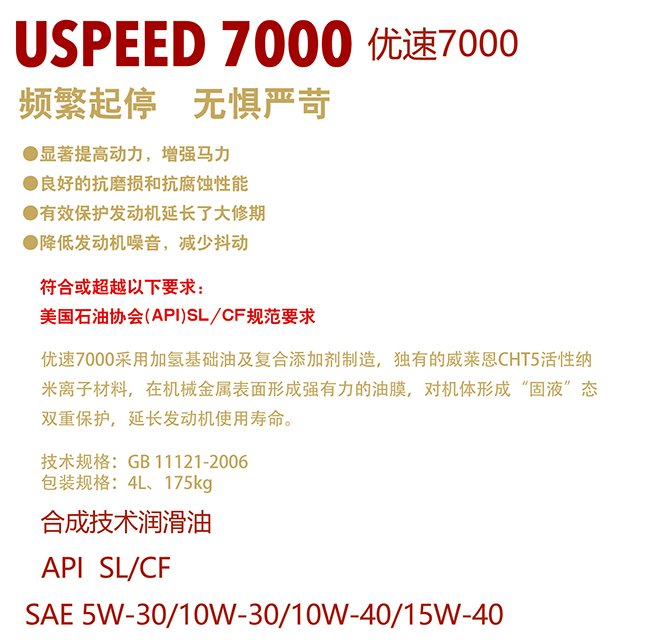 USPEED 7000 优速7000
频繁起停 无惧严苛
●显著提高动力，增强马力
●良好的抗磨损和抗腐蚀性能
●有效保护发动机延长了大修期
●降低发动机噪音，减少抖动
符合或超越以下要求：
美国石油协会(API)SL/CF规范要求
优速7000采用加氢基础油及复合添加剂制造，独有的威莱恩CHT5活性纳
米离子材料，在机械金属表面形成强有力的油膜，对机体形成“固液”态
双重保护，延长发动机使用寿命。
技术规格：GB 11121-2006
包装规格：4L、175kg
合成技术润滑油
API SL/CF
SAE 5W-30/10W-30/10W-40/15W-40